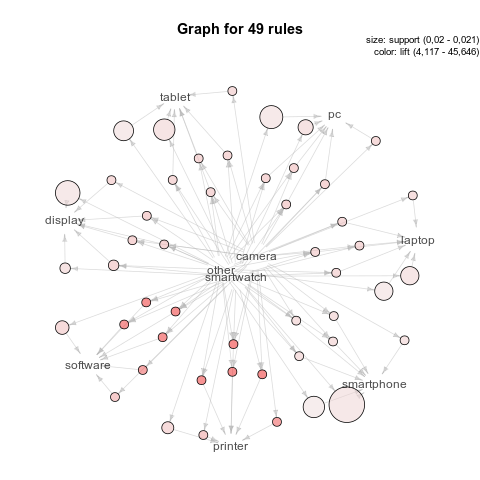 Graph for 49 rules
size: support (0,02 - 0,021)
color: lift (4,117 - 45,646)
tablet
pc
display
camera
laptop
other
smartwatch
software
smartphone
printer